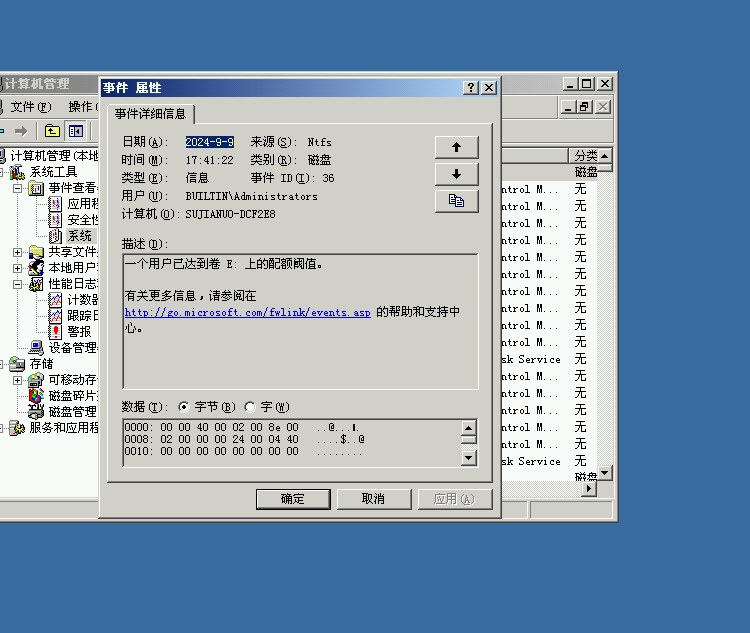 计算机管理
文件(F) 操作(
计算机管理(本地
系统工具
事件查看
应用程
安全性
系统
共享文件
本地用户
性能日志
计数器
跟踪日
警报
设备管理
存储
可移动存
磁盘碎片
磁盘管理
服务和应用程
事件 属性
事件详细信息
日期(A): 2024-9-9 来源(S): Ntfs
时间(M): 17:41:22 类别(R): 磁盘
类型(E): 信息 事件 ID(I): 36
用户(U): BUILTIN\Administrators
计算机(O): SUJIANUO-DCF2E8
描述(D):
一个用户已达到卷 E: 上的配额阈值。
有关更多信息，请参阅在
http://go.microsoft.com/fwlink/events.asp 的帮助和支持中
心。
数据(T): 字节(B) 字(W)
0000: 00 00 40 00 02 00 8e 00 ..@...
0008: 02 00 00 00 24 00 04 40 ....$..@
0010: 00 00 00 00 00 00 00 00 ........
确定 取消 应用(A)
分类
磁盘
ntrol M... 无
无
ntrol M... 无
ntrol M... 无
ntrol M... 无
ntrol M... 无
ntrol M... 无
ntrol M... 无
ntrol M... 无
ntrol M... 无
sk Service 无
ntrol M... 无
ntrol M... 无
ntrol M... 无
ntrol M... 无
ntrol M... 无
sk Service 无
磁盘